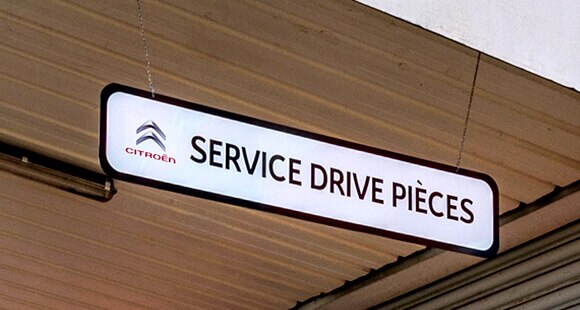 CITROËN
SERVICE DRIVE PIÈCES